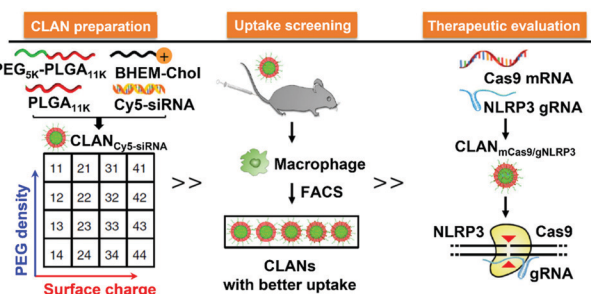 CLAN preparation
PEG5K-PLGA11K
BHEM-Chol
PLGA11K
Cy5-siRNA
CLANCy5-siRNA
PEG density
11 21 31 41
12 22 32 42
13 23 33 43
14 24 34 44
Surface charge
>>
Uptake screening
Macrophage
FACS
CLANs
with better uptake
>>
Therapeutic evaluation
Cas9 mRNA
NLRP3 gRNA
CLANmCas9/gNLRP3
NLRP3 Cas9
gRNA